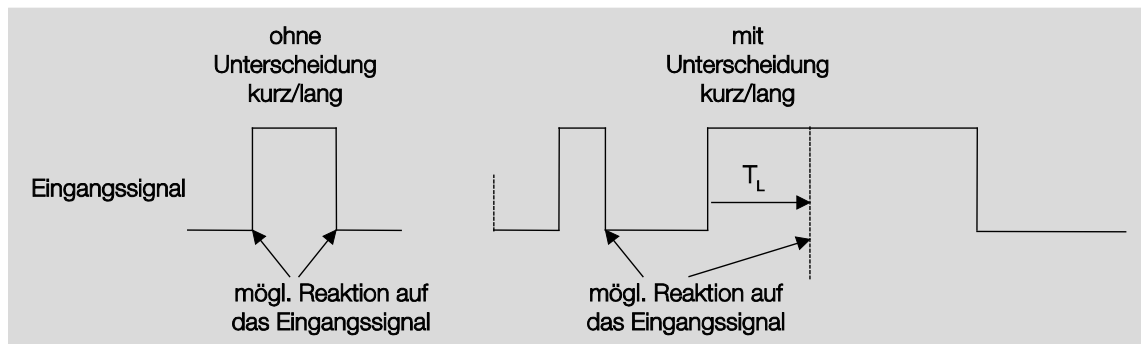 ohne
Unterscheidung
kurz/lang
mit
Unterscheidung
kurz/lang
Eingangssignal
TL
mögl. Reaktion auf
das Eingangssignal
mögl. Reaktion auf
das Eingangssignal